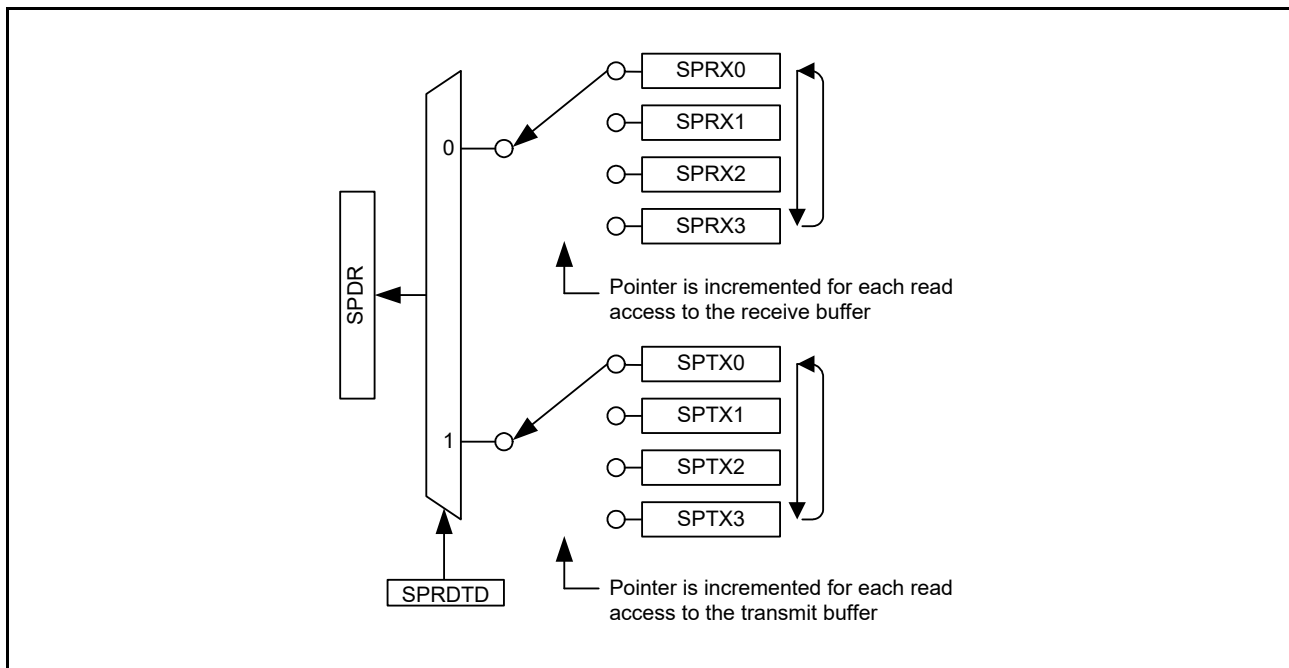 SPRX0
SPRX1
SPRX2
SPRX3
0
SPDR
Pointer is incremented for each read
access to the receive buffer
SPTX0
SPTX1
SPTX2
SPTX3
1
SPRDTD
Pointer is incremented for each read
access to the transmit buffer